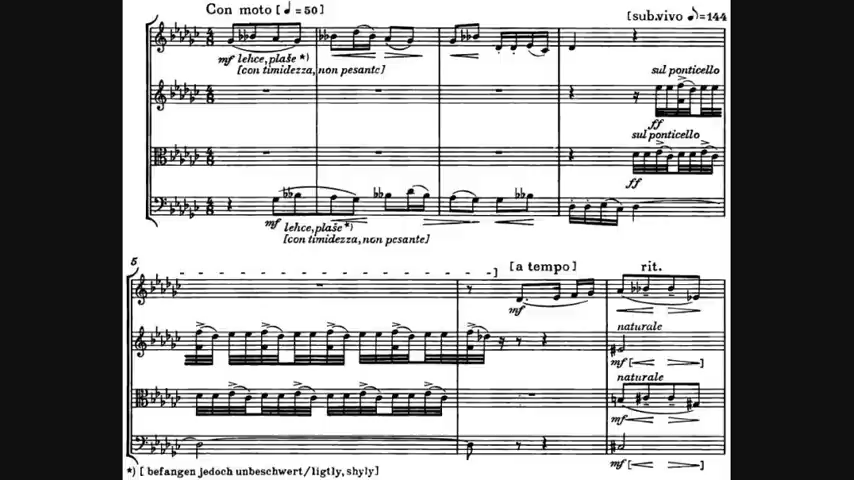 Con moto [♩=50]
[sub.vivo ♪)=144
mf lehce, plaše *)
[con timidezza, non pesante]
sul ponticello
ff
sul ponticello
ff
mf lehce, plaše *)
[con timidezza, non pesante]
5
[a tempo]
rit.
mf
naturale
mf[
]
naturale
mf
mf[
]
*) [ befangen jedoch unbeschwert/ligtly, shyly]